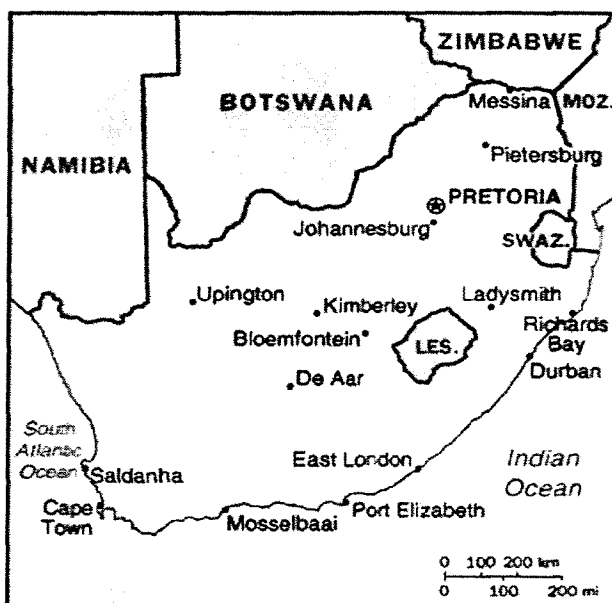 ZIMBABWE
BOTSWANA
Messina
MOZ.
NAMIBIA
Pietersburg
PRETORIA
Johannesburg
SWAZ.
Upington
Kimberley
Ladysmith
Richards
Bay
Bloemfontein
LES.
Durban
De Aar
South
Atlantic
Ocean
Saldanha
East London
Indian
Ocean
Cape
Town
Mosselbaai
Port Elizabeth
0 100 200 km
0 100 200 mi